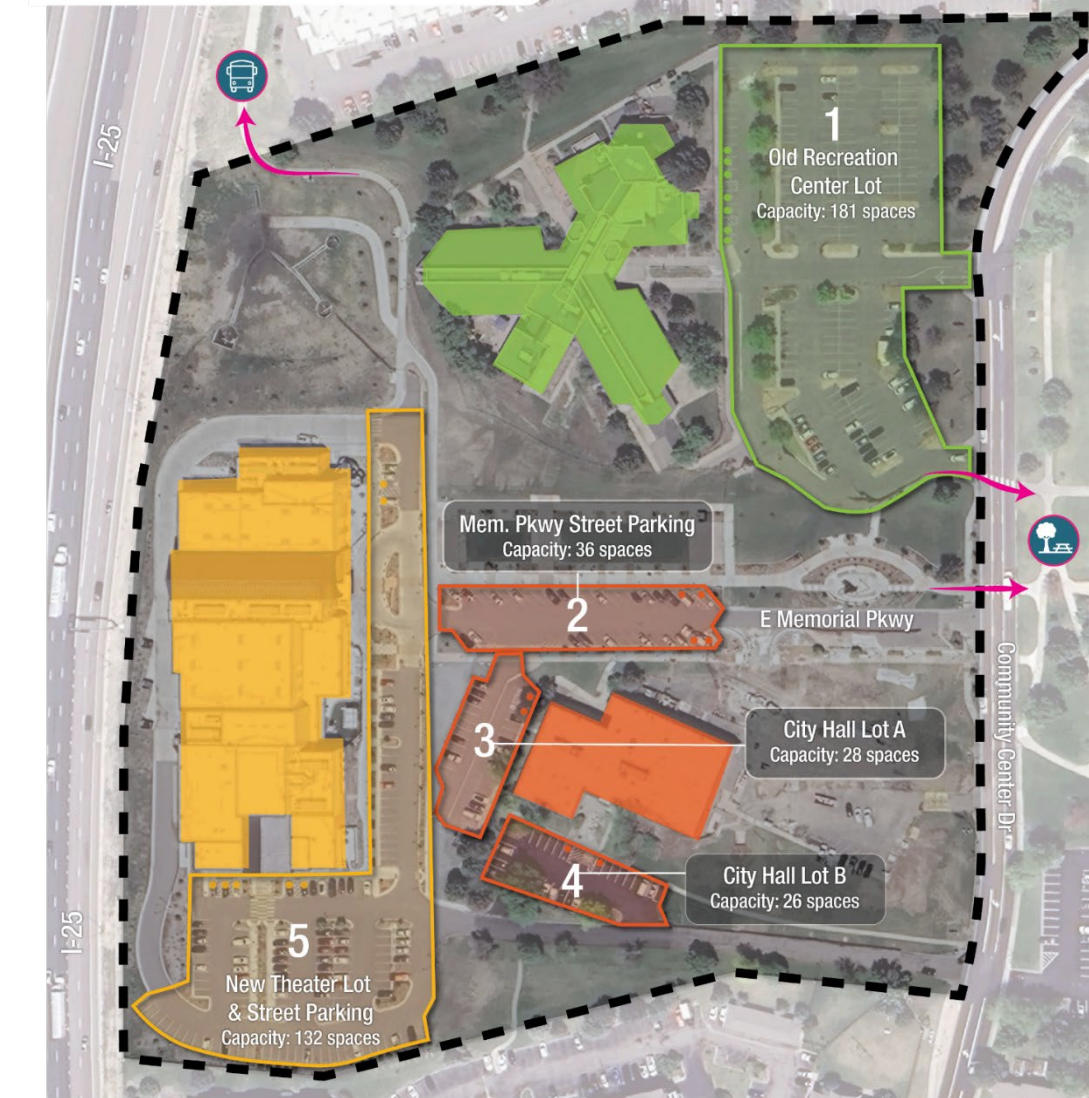 I-25
1
Old Recreation
Center Lot
Capacity: 181 spaces
Mem. Pkwy Street Parking
Capacity: 36 spaces
2
E Memorial Pkwy
Community Center Dr
3
City Hall Lot A
Capacity: 28 spaces
4
City Hall Lot B
Capacity: 26 spaces
I-25
5
New Theater Lot
& Street Parking
Capacity: 132 spaces